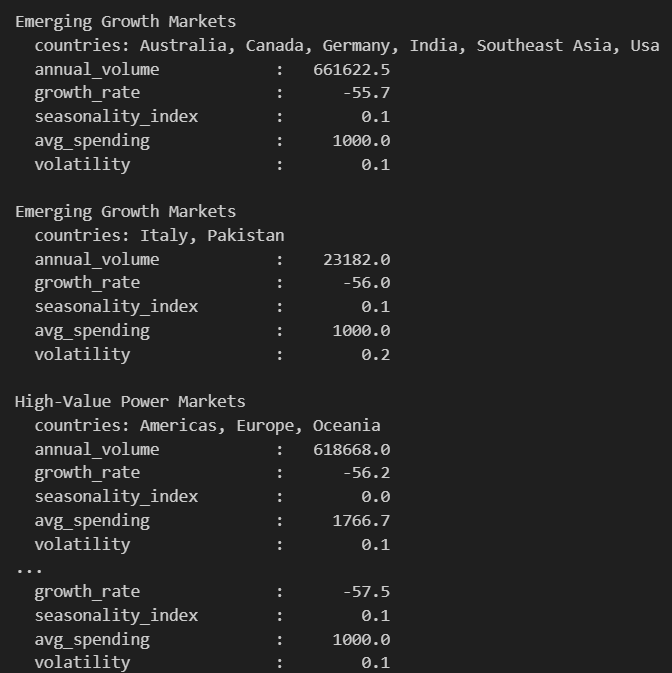 Emerging Growth Markets
countries: Australia, Canada, Germany, India, Southeast Asia, Usa
annual_volume : 661622.5
growth_rate : -55.7
seasonality_index : 0.1
avg_spending : 1000.0
volatility : 0.1
Emerging Growth Markets
countries: Italy, Pakistan
annual_volume : 23182.0
growth_rate : -56.0
seasonality_index : 0.1
avg_spending : 1000.0
volatility : 0.2
High-Value Power Markets
countries: Americas, Europe, Oceania
annual_volume : 618668.0
growth_rate : -56.2
seasonality_index : 0.0
avg_spending : 1766.7
volatility : 0.1
...
growth_rate : -57.5
seasonality_index : 0.1
avg_spending : 1000.0
volatility : 0.1